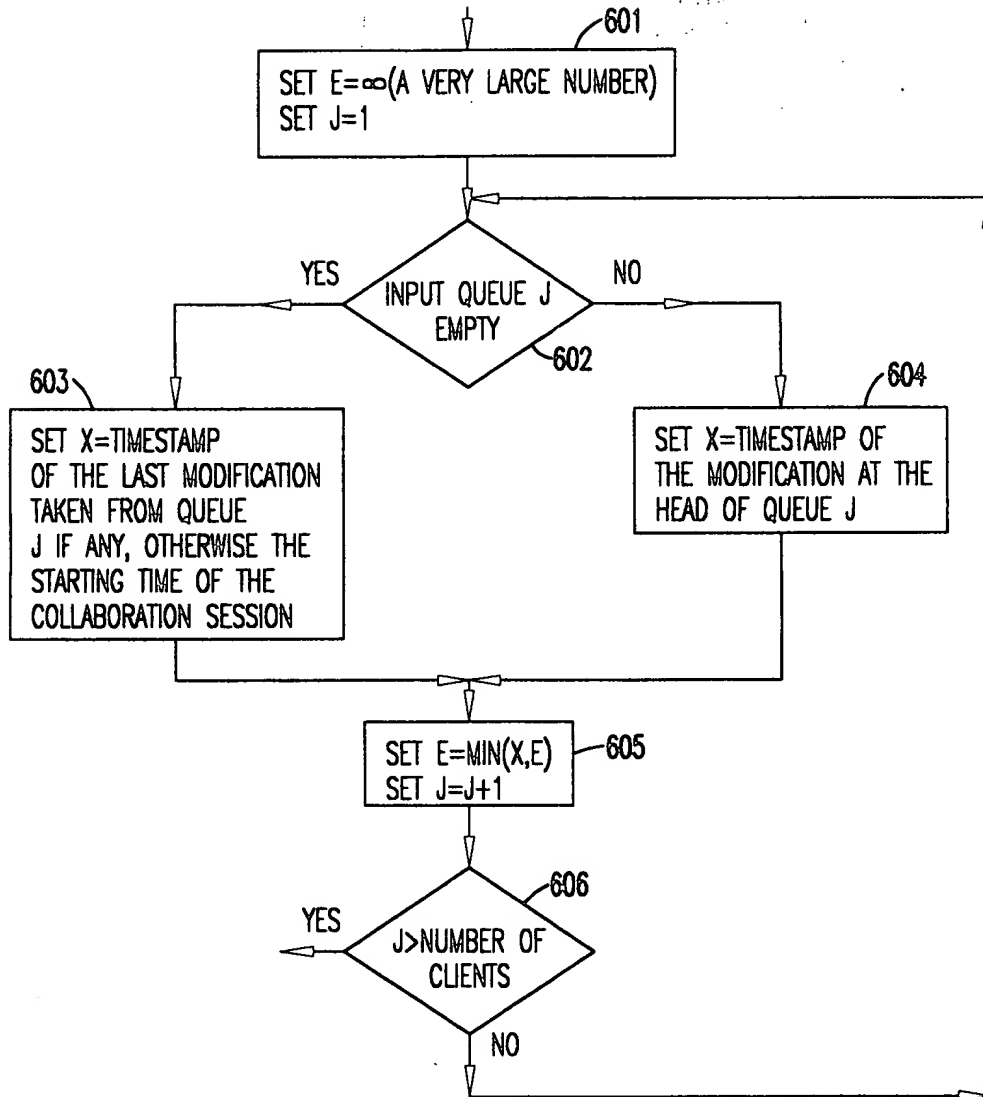 601
SET E=∞(A VERY LARGE NUMBER)
SET J=1
YES
NO
INPUT QUEUE J
EMPTY
602
603
604
SET X=TIMESTAMP
OF THE LAST MODIFICATION
TAKEN FROM QUEUE
J IF ANY, OTHERWISE THE
STARTING TIME OF THE
COLLABORATION SESSION
SET X=TIMESTAMP OF
THE MODIFICATION AT THE
HEAD OF QUEUE J
SET E=MIN(X,E)
SET J=J+1
605
606
YES
J>NUMBER OF
CLIENTS
NO